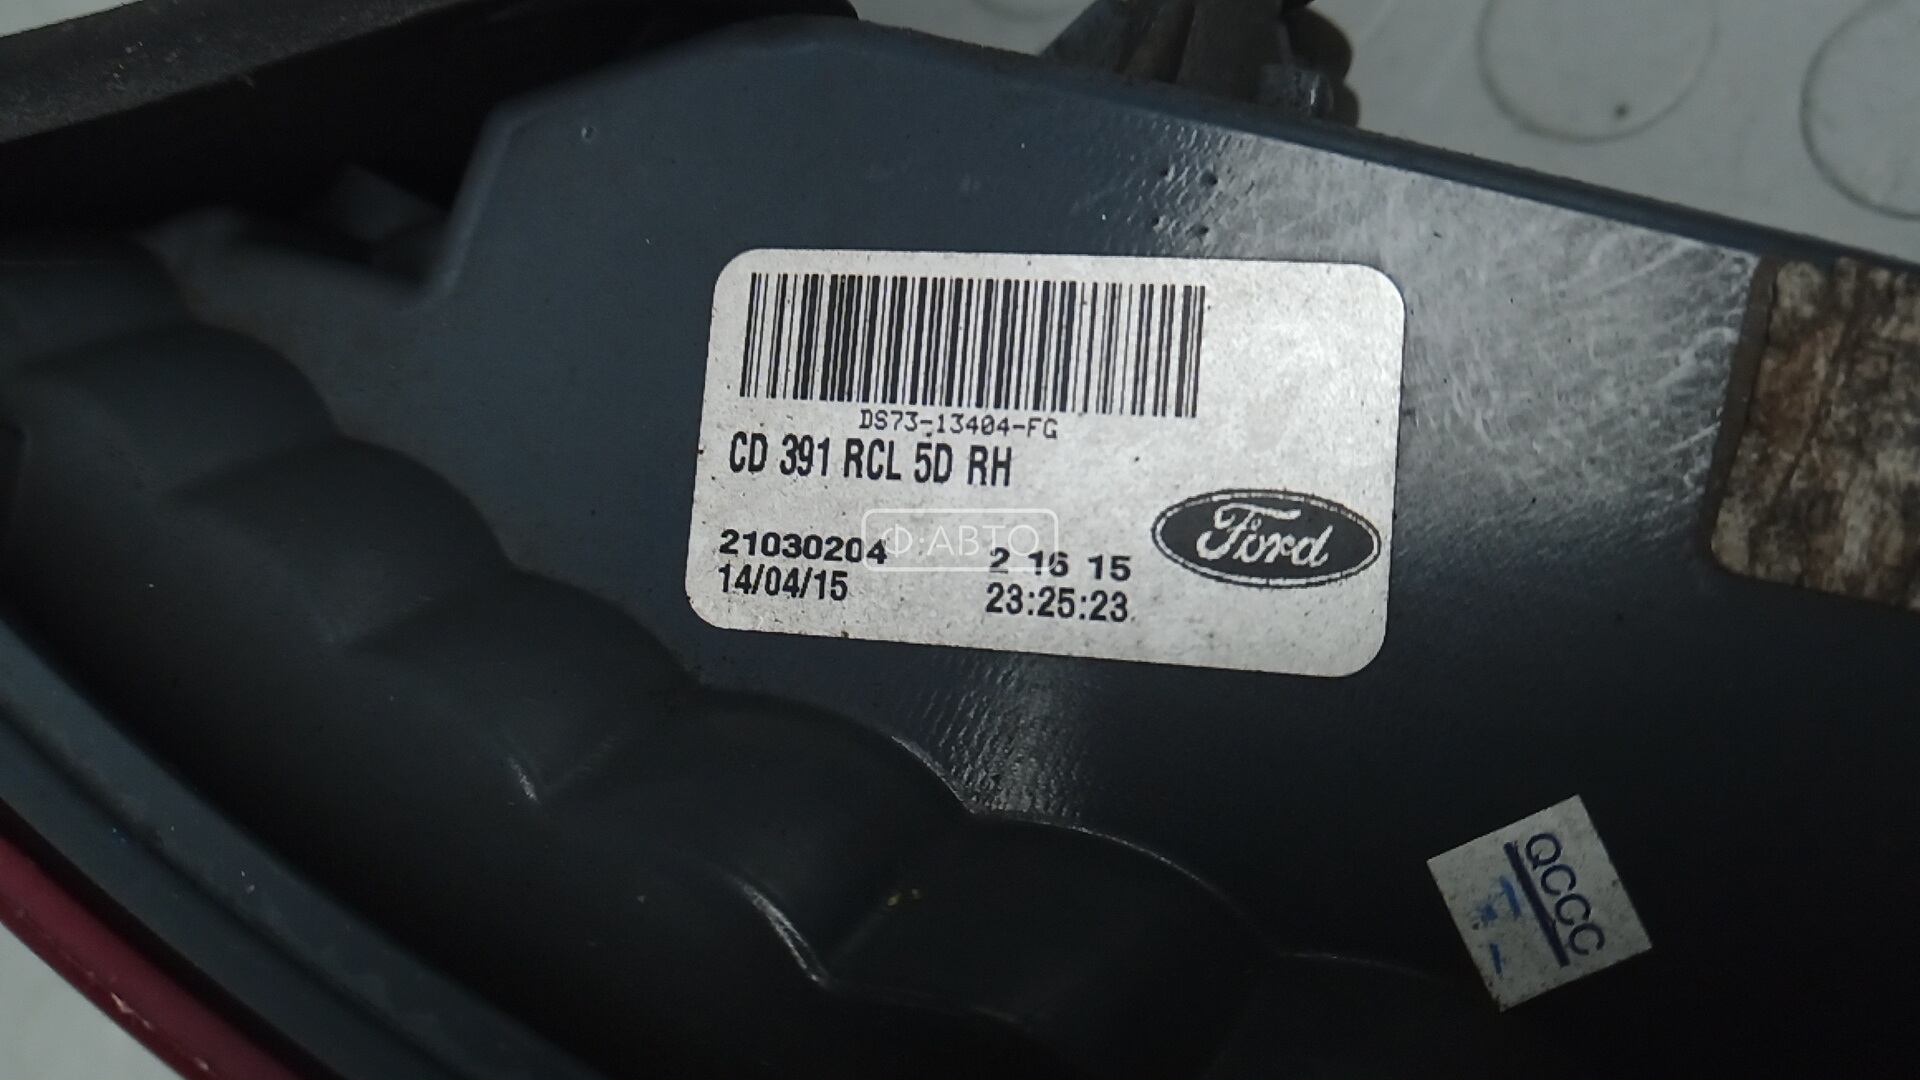 DS73-13404-FG
CD 391 RCL 5D RH
21030204 2 16 15
14/04/15 23:25:23
Ford
Ф·АВТО
QCCC